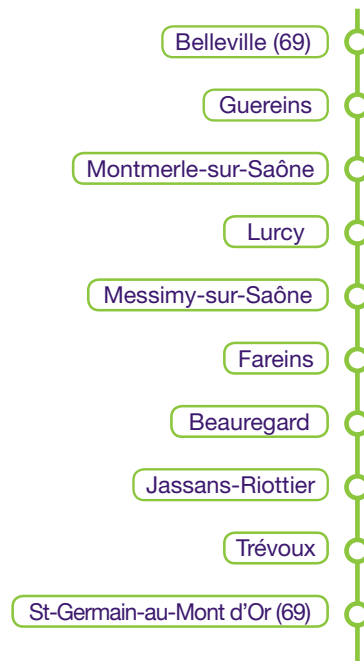 Belleville (69)
Guereins
Montmerle-sur-Saône
Lurcy
Messimy-sur-Saône
Fareins
Beauregard
Jassans-Riottier
Trévoux
St-Germain-au-Mont d’Or (69)